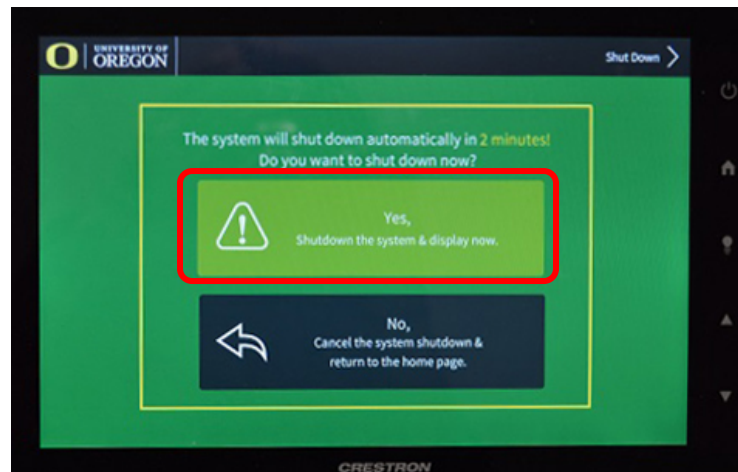 O
UNIVERSITY OF
OREGON
Shut Down
The system will shut down automatically in 2 minutes!
Do you want to shut down now?
Yes,
Shutdown the system & display now.
No,
Cancel the system shutdown &
return to the home page.
CRESTRON